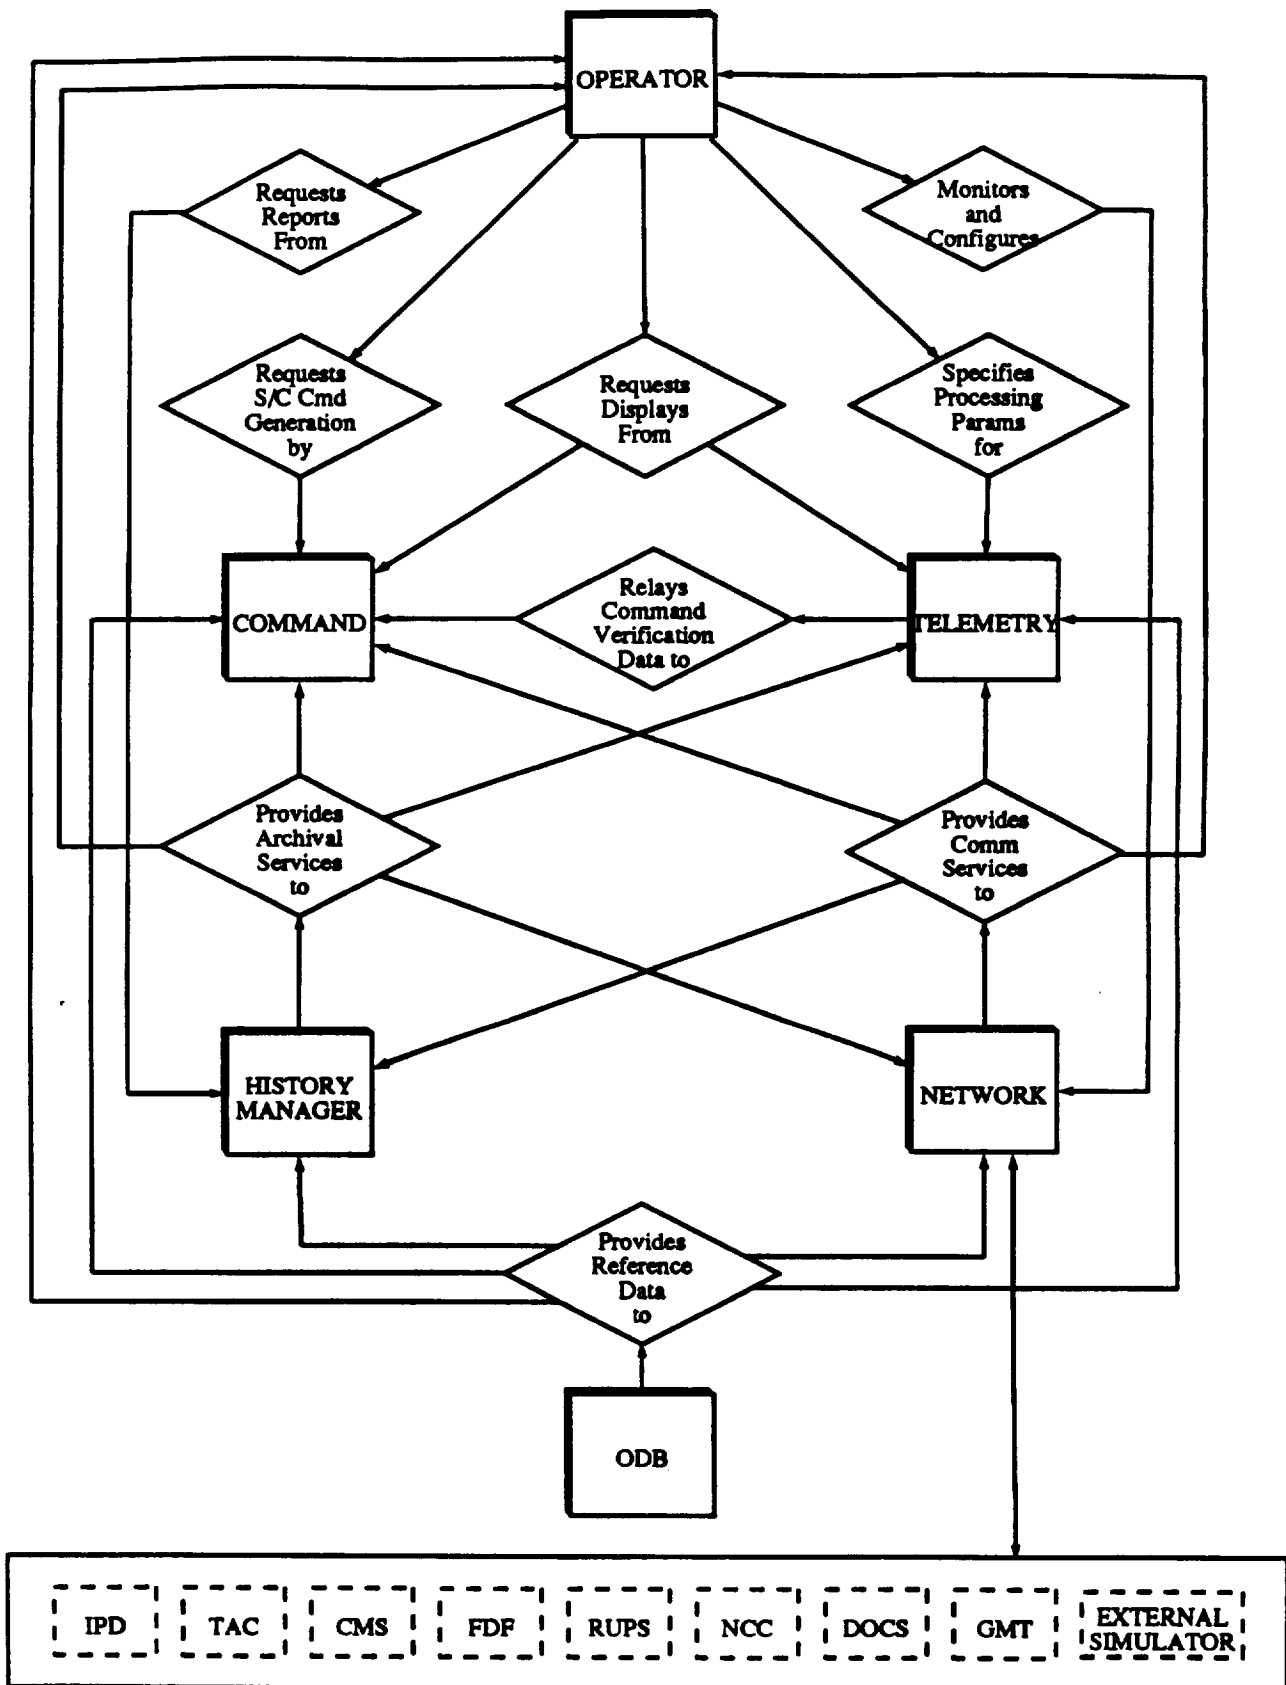 OPERATOR
Requests
Reports
From
Monitors
and
Configures
Requests
S/C Cmd
Generation
by
Requests
Displays
From
Specifies
Processing
Params
for
COMMAND
Relays
Command
Verification
Data to
TELEMETRY
Provides
Archival
Services
to
Provides
Comm
Services
to
HISTORY
MANAGER
NETWORK
Provides
Reference
Data
to
ODB
IPD
TAC
CMS
FDF
RUPS
NCC
DOCS
GMT
EXTERNAL
SIMULATOR